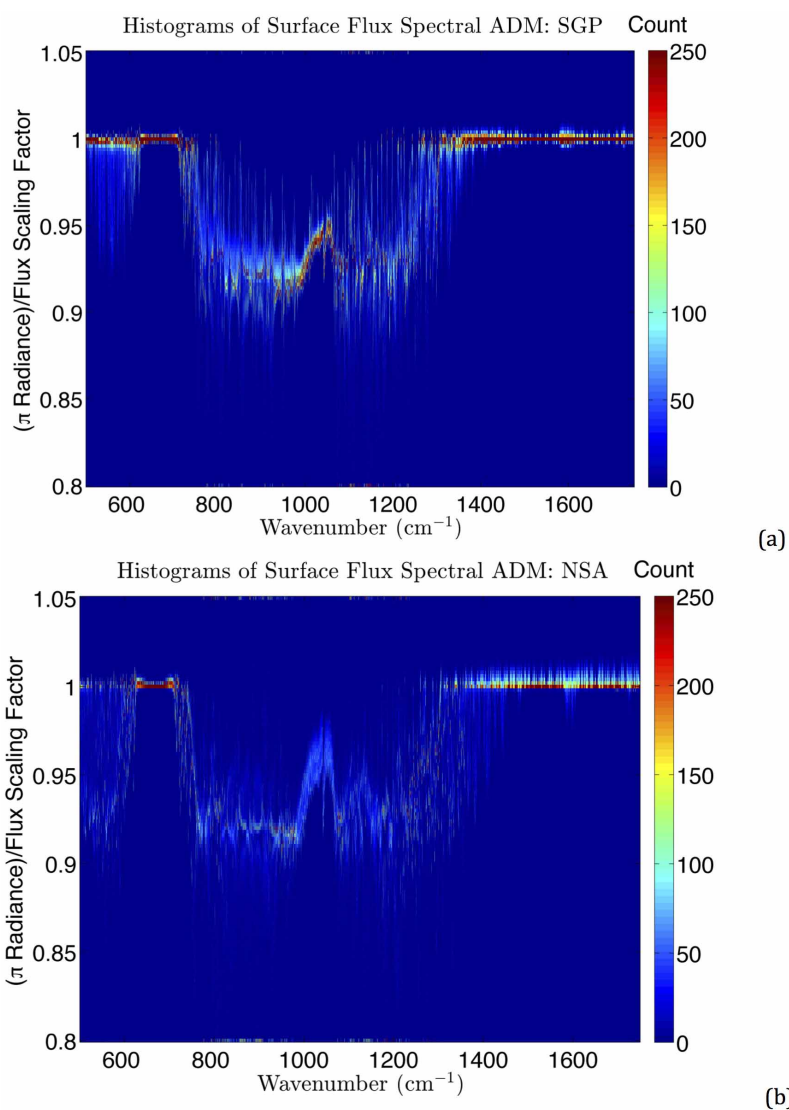 Histograms of Surface Flux Spectral ADM: SGP
Count
1.05
1
0.95
0.9
0.85
0.8
(π Radiance)/Flux Scaling Factor
600 800 1000 1200 1400 1600
Wavenumber (cm⁻¹)
250
200
150
100
50
0
(a)
Histograms of Surface Flux Spectral ADM: NSA
Count
1.05
1
0.95
0.9
0.85
0.8
(π Radiance)/Flux Scaling Factor
600 800 1000 1200 1400 1600
Wavenumber (cm⁻¹)
250
200
150
100
50
0
(b)